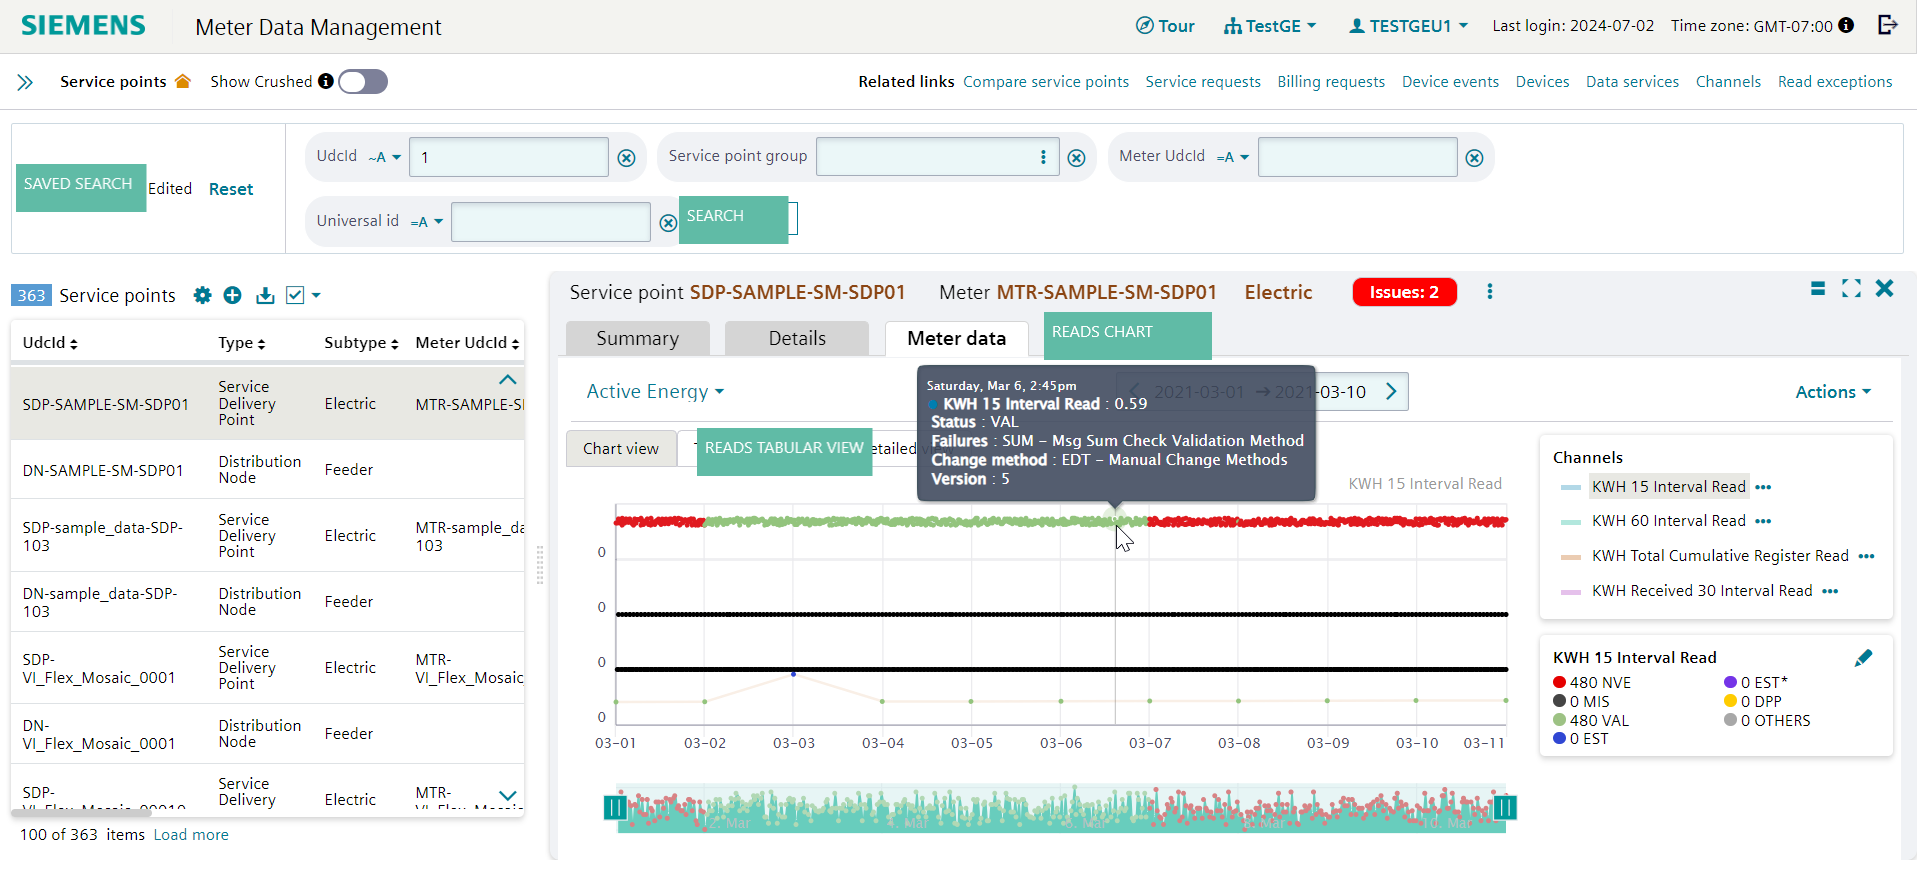 SIEMENS Meter Data Management Tour TestGE TESTGEU1 Last login: 2024-07-02 Time zone: GMT-07:00
Service points Show Crushed Related links Compare service points Service requests Billing requests Device events Devices Data services Channels Read exceptions
SAVED SEARCH Edited Reset
UdcId ~A 1 Service point group Meter UdcId =A
Universal id =A SEARCH
363 Service points
UdcId Type Subtype Meter UdcId
SDP-SAMPLE-SM-SDP01 Service Delivery Point Electric MTR-SAMPLE-S
DN-SAMPLE-SM-SDP01 Distribution Node Feeder
SDP-sample_data-SDP-103 Service Delivery Point Electric MTR-sample_da 103
DN-sample_data-SDP-103 Distribution Node Feeder
SDP-VI_Flex_Mosaic_0001 Service Delivery Point Electric MTR-VI_Flex_Mosaic
DN-VI_Flex_Mosaic_0001 Distribution Node Feeder
SDP- Service Delivery Electric MTR-
100 of 363 items Load more
Service point SDP-SAMPLE-SM-SDP01 Meter MTR-SAMPLE-SM-SDP01 Electric Issues: 2
Summary Details Meter data READS CHART
Active Energy 2021-03-01 → 2021-03-10 Actions
Chart view READS TABULAR VIEW etailed
Saturday, Mar 6, 2:45pm
KWH 15 Interval Read : 0.59
Status : VAL
Failures : SUM - Msg Sum Check Validation Method
Change method : EDT - Manual Change Methods
Version : 5
KWH 15 Interval Read
0
0
0
0
03-01 03-02 03-03 03-04 03-05 03-06 03-07 03-08 03-09 03-10 03-11
2. Mar 10. Mar
Channels
KWH 15 Interval Read
KWH 60 Interval Read
KWH Total Cumulative Register Read
KWH Received 30 Interval Read
KWH 15 Interval Read
480 NVE 0 EST*
0 MIS 0 DPP
480 VAL 0 OTHERS
0 EST